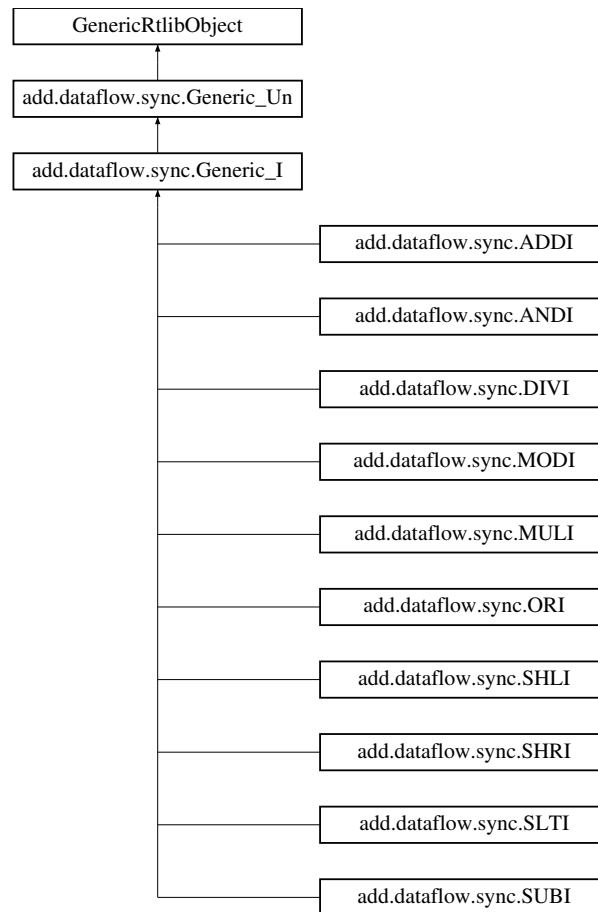 GenericRtlibObject
add.dataflow.sync.Generic_Un
add.dataflow.sync.Generic_I
add.dataflow.sync.ADDI
add.dataflow.sync.ANDI
add.dataflow.sync.DIVI
add.dataflow.sync.MODI
add.dataflow.sync.MULI
add.dataflow.sync.ORI
add.dataflow.sync.SHLI
add.dataflow.sync.SHRI
add.dataflow.sync.SLTI
add.dataflow.sync.SUBI